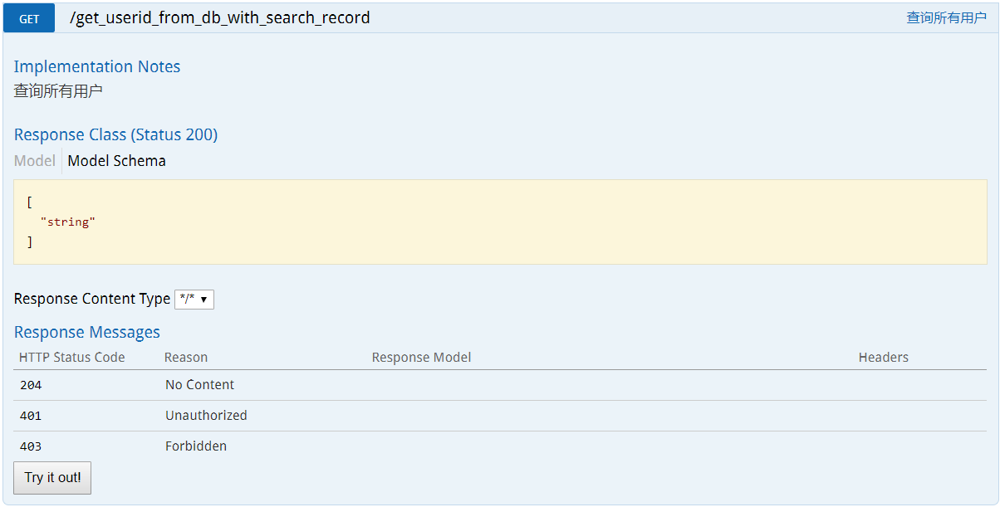 GET /get_userid_from_db_with_search_record 查询所有用户
Implementation Notes
查询所有用户
Response Class (Status 200)
Model Model Schema
[
"string"
]
Response Content Type */* ▼
Response Messages
HTTP Status Code Reason Response Model Headers
204 No Content
401 Unauthorized
403 Forbidden
Try it out!